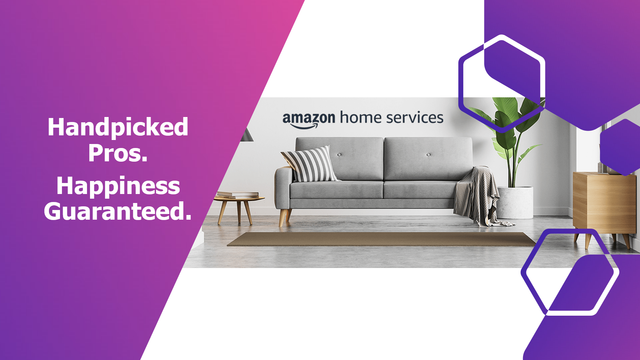 Handpicked
Pros.
Happiness
Guaranteed.
amazon home services